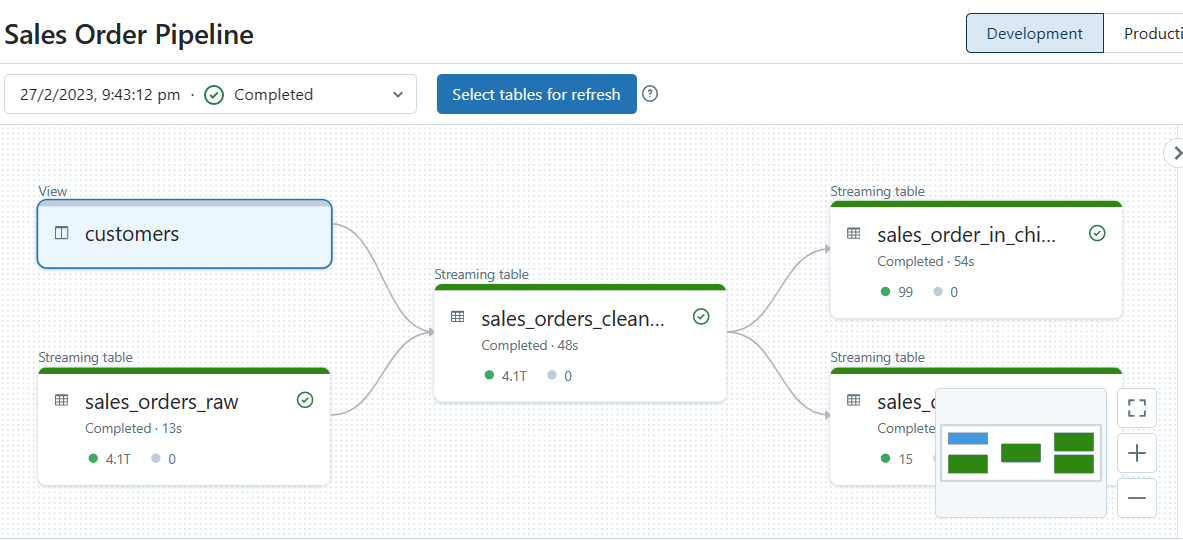 Sales Order Pipeline
Development
Producti
27/2/2023, 9:43:12 pm · Completed
Select tables for refresh
?
View
customers
Streaming table
sales_orders_raw
Completed · 13s
4.1T 0
Streaming table
sales_orders_clean...
Completed · 48s
4.1T 0
Streaming table
sales_order_in_chi...
Completed · 54s
99 0
Streaming table
sales_
Complete
15